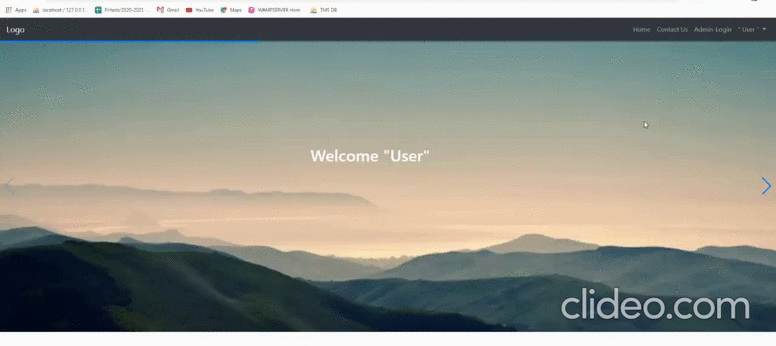 Apps localhost / 127.0.0.1... Private/2020-2021... Gmail YouTube Maps WAMPSERVER Hom... TMS DB
Logo
Home Contact Us Admin-Login " User "
Welcome "User"
clideo.com